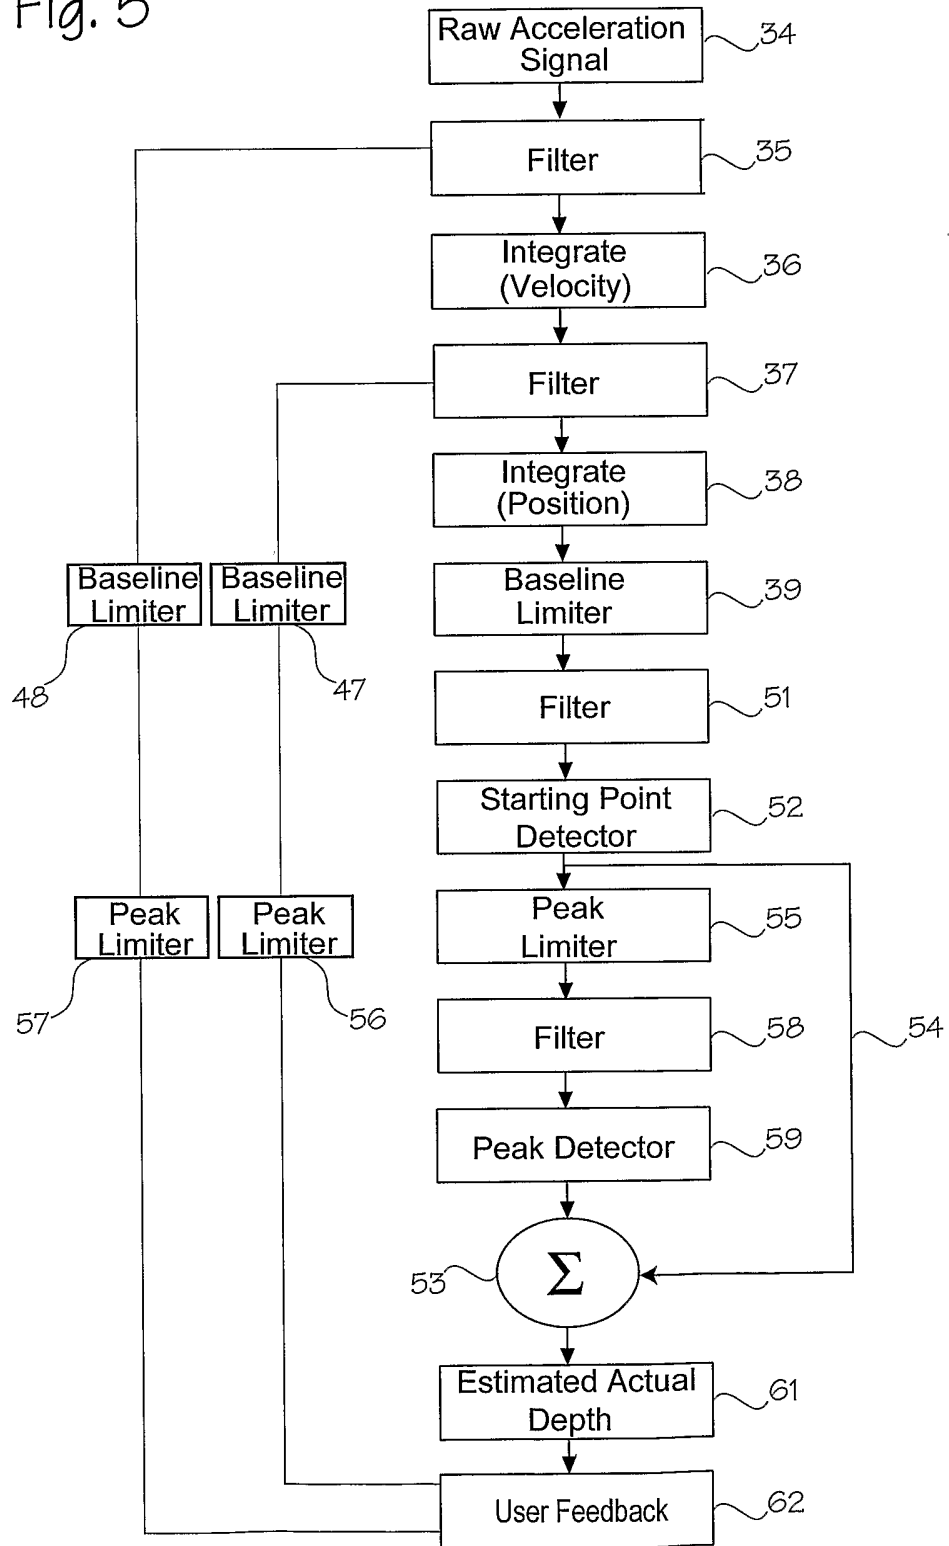 Fig. 5
Raw Acceleration
Signal
34
Filter
35
Integrate
(Velocity)
36
Filter
37
Integrate
(Position)
38
Baseline
Limiter
48
Baseline
Limiter
47
Baseline
Limiter
39
Filter
51
Starting Point
Detector
52
Peak
Limiter
57
Peak
Limiter
56
Peak
Limiter
55
Filter
58
54
Peak Detector
59
Σ
53
Estimated Actual
Depth
61
User Feedback
62